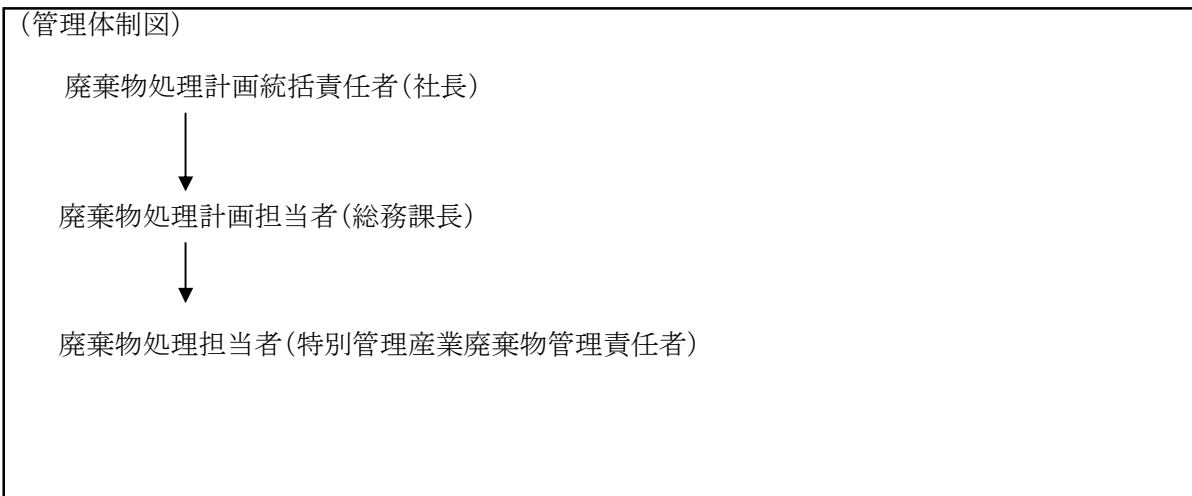 (管理体制図)
廃棄物処理計画統括責任者(社長)
廃棄物処理計画担当者(総務課長)
廃棄物処理担当者(特別管理産業廃棄物管理責任者)